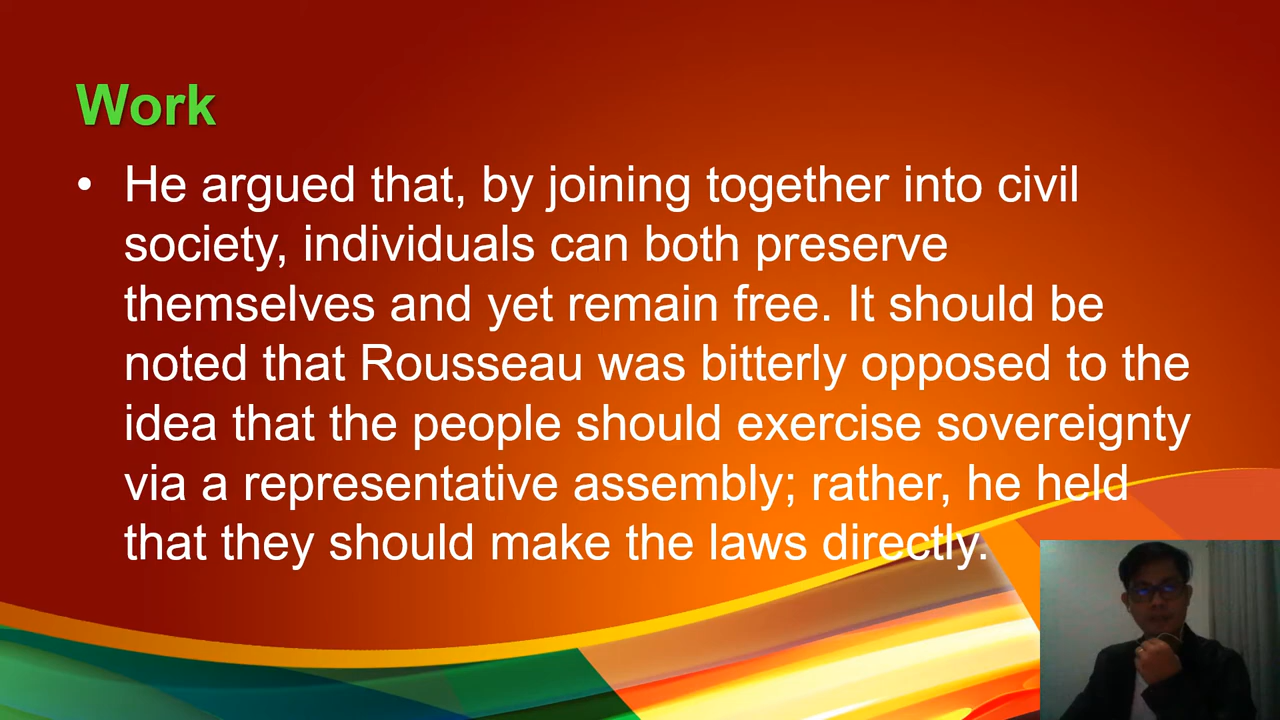 Work
• He argued that, by joining together into civil
society, individuals can both preserve
themselves and yet remain free. It should be
noted that Rousseau was bitterly opposed to the
idea that the people should exercise sovereignty
via a representative assembly; rather, he held
that they should make the laws directly.